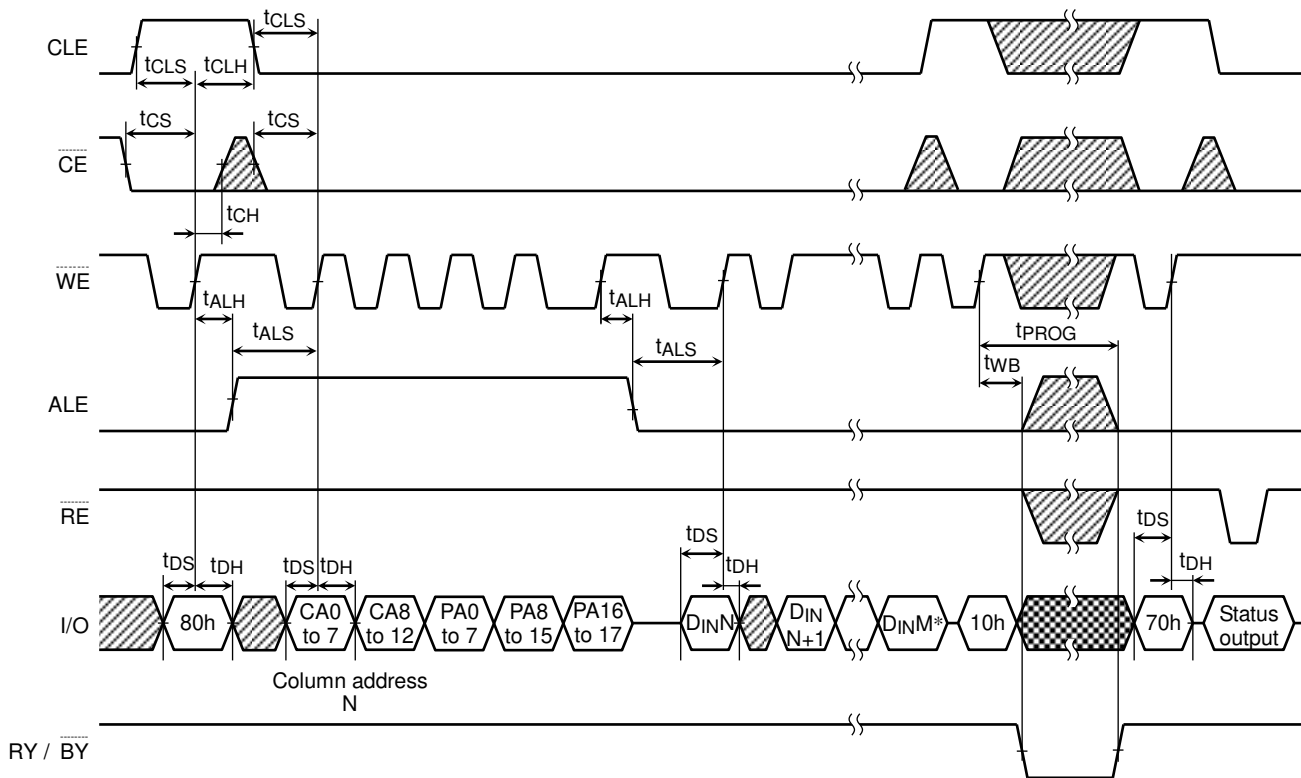 tCLS
CLE
tCLS
tCLH
tCS
tCS
CE
tCH
WE
tALH
tALH
tALS
tPROG
tALS
tWB
ALE
RE
tDS
tDH
tDS
tDH
tDS
tDH
tDS
tDH
I/O
80h
CA0
to 7
CA8
to 12
PA0
to 7
PA8
to 15
PA16
to 17
DINN
DIN
N+1
DINM*
10h
70h
Status
output
Column address
N
RY / BY